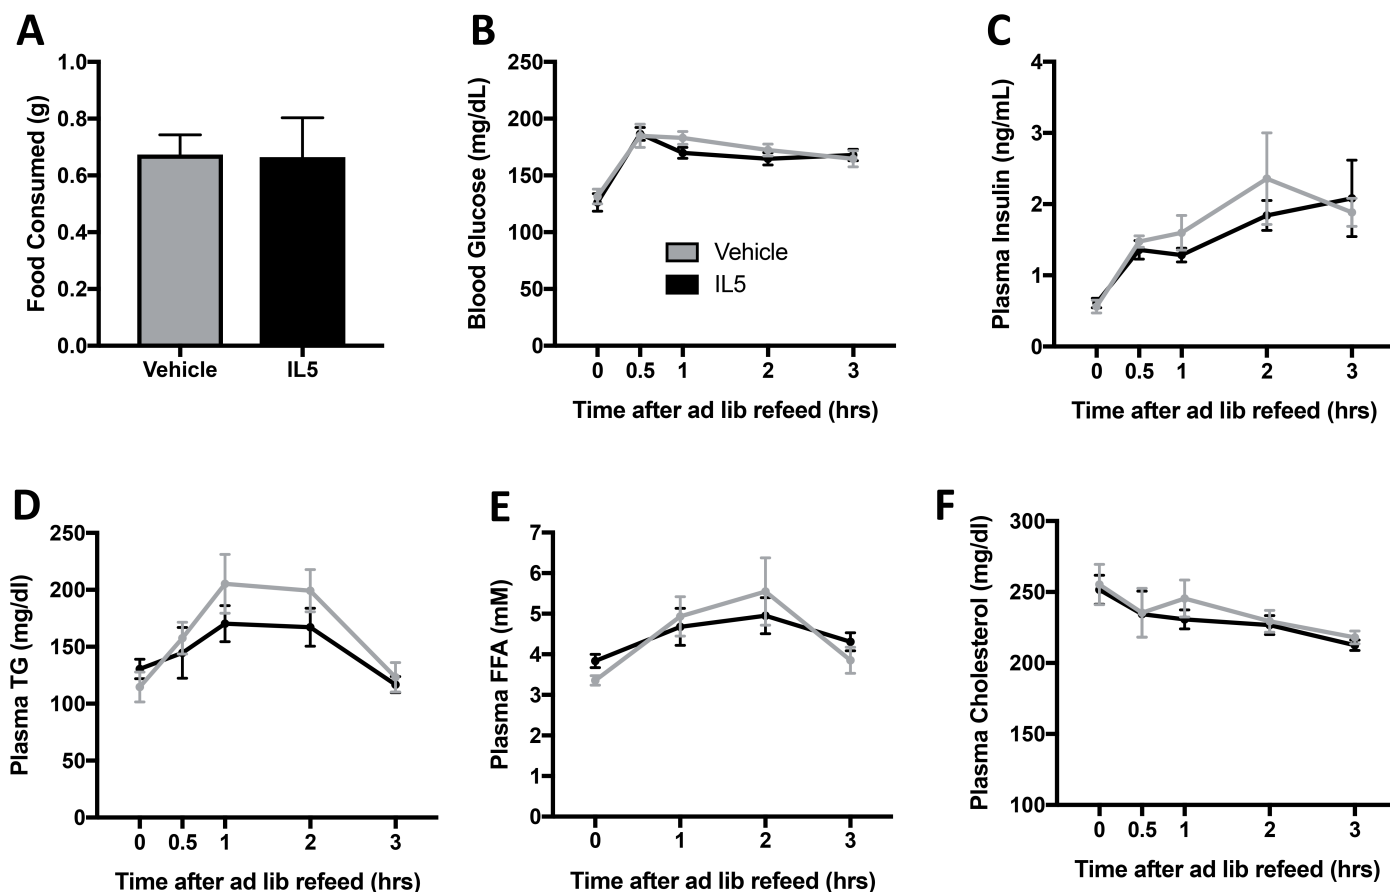 A
Food Consumed (g)
1.0
0.8
0.6
0.4
0.2
0.0
Vehicle IL5
B
Blood Glucose (mg/dL)
250
200
150
100
50
0
Vehicle
IL5
0 0.5 1 2 3
Time after ad lib refeed (hrs)
C
Plasma Insulin (ng/mL)
4
3
2
1
0
0 0.5 1 2 3
Time after ad lib refeed (hrs)
D
Plasma TG (mg/dl)
250
200
150
100
50
0
0 0.5 1 2 3
Time after ad lib refeed (hrs)
E
Plasma FFA (mM)
7
6
5
4
3
2
1
0
0 1 2 3
Time after ad lib refeed (hrs)
F
Plasma Cholesterol (mg/dl)
300
250
200
150
100
0 0.5 1 2 3
Time after ad lib refeed (hrs)